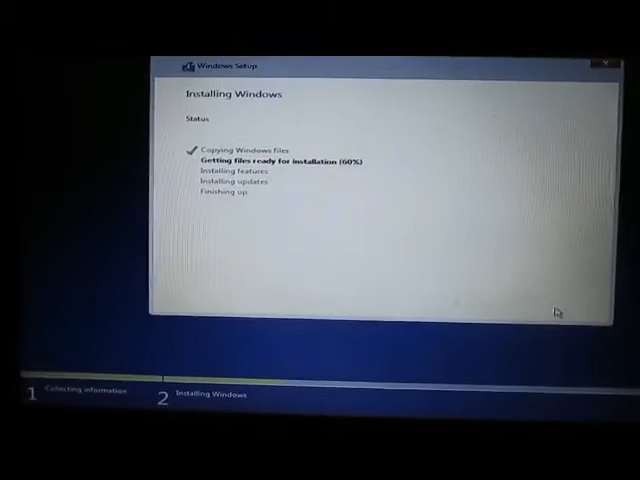 Windows Setup
Installing Windows
Status
Copying Windows files
Getting files ready for installation (60%)
Installing features
Installing updates
Finishing up
1 Collecting information
2 Installing Windows